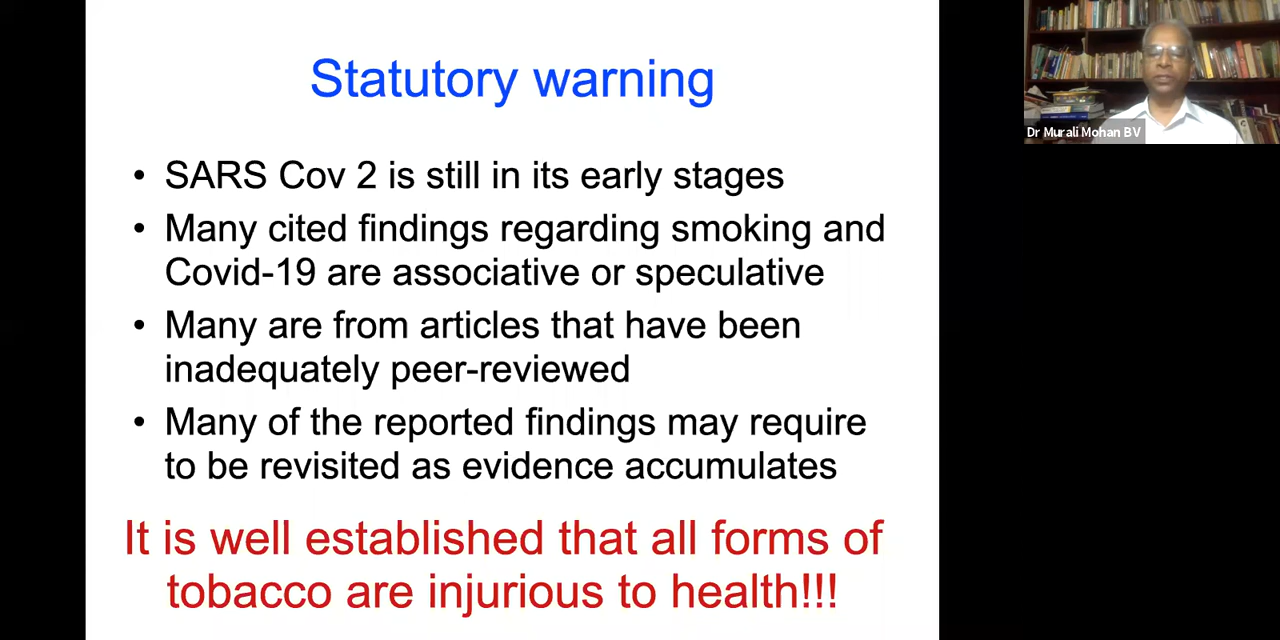 Statutory warning
• SARS Cov 2 is still in its early stages
• Many cited findings regarding smoking and
Covid-19 are associative or speculative
• Many are from articles that have been
inadequately peer-reviewed
• Many of the reported findings may require
to be revisited as evidence accumulates
It is well established that all forms of
tobacco are injurious to health!!!
Dr Murali Mohan BV